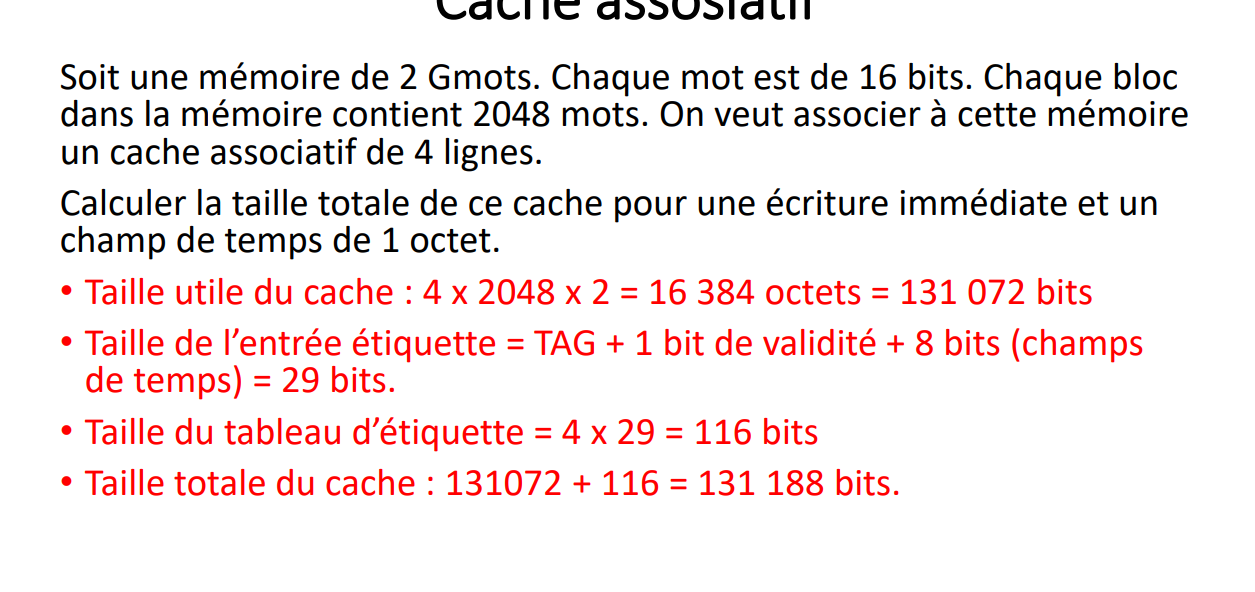 Cache assosiatif
Soit une mémoire de 2 Gmots. Chaque mot est de 16 bits. Chaque bloc
dans la mémoire contient 2048 mots. On veut associer à cette mémoire
un cache associatif de 4 lignes.
Calculer la taille totale de ce cache pour une écriture immédiate et un
champ de temps de 1 octet.
• Taille utile du cache : 4 x 2048 x 2 = 16 384 octets = 131 072 bits
• Taille de l’entrée étiquette = TAG + 1 bit de validité + 8 bits (champs
de temps) = 29 bits.
• Taille du tableau d’étiquette = 4 x 29 = 116 bits
• Taille totale du cache : 131072 + 116 = 131 188 bits.